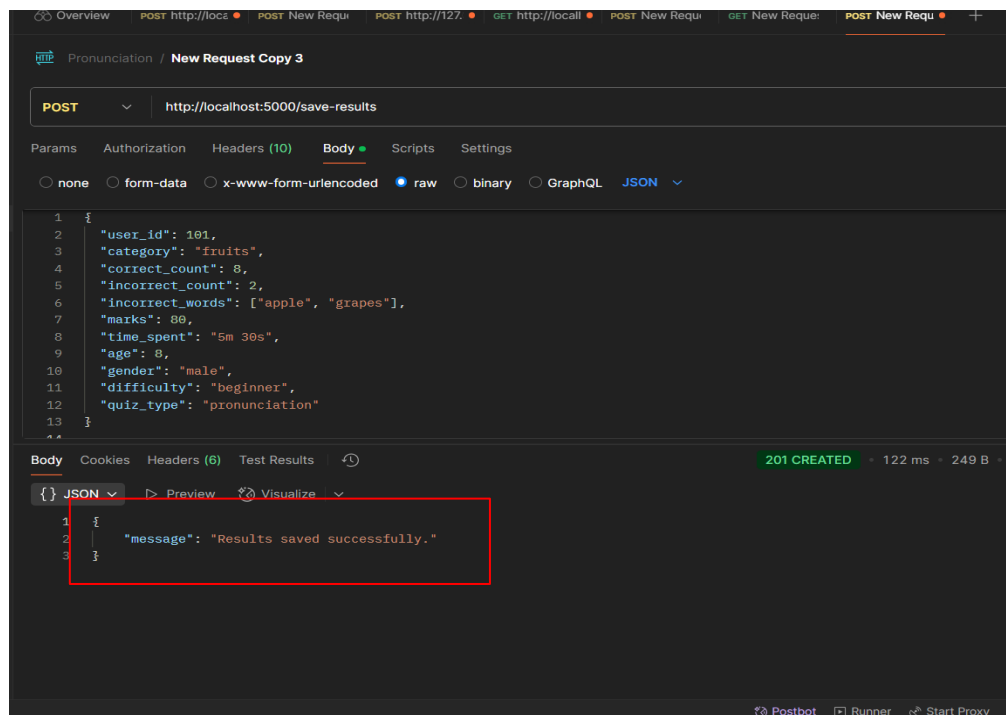 Overview POST http://loca POST New Requ POST http://127. GET http://locall POST New Requ GET New Reques POST New Requ
HTTP Pronunciation / New Request Copy 3
POST http://localhost:5000/save-results
Params Authorization Headers (10) Body Scripts Settings
none form-data x-www-form-urlencoded raw binary GraphQL JSON
1 {
2 "user_id": 101,
3 "category": "fruits",
4 "correct_count": 8,
5 "incorrect_count": 2,
6 "incorrect_words": ["apple", "grapes"],
7 "marks": 80,
8 "time_spent": "5m 30s",
9 "age": 8,
10 "gender": "male",
11 "difficulty": "beginner",
12 "quiz_type": "pronunciation"
13 }
14
Body Cookies Headers (6) Test Results 201 CREATED • 122 ms • 249 B
{} JSON Preview Visualize
1 {
2 "message": "Results saved successfully."
3 }
Postbot Runner Start Proxy